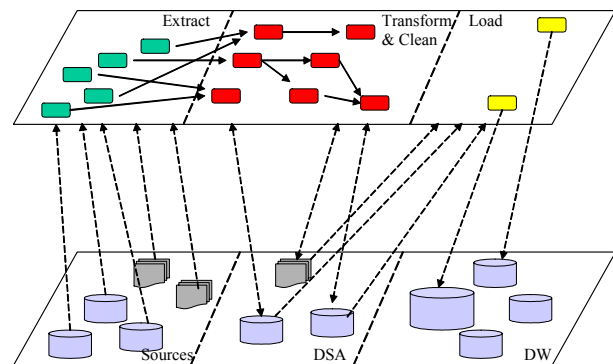 Extract
Transform
& Clean
Load
Sources
DSA
DW